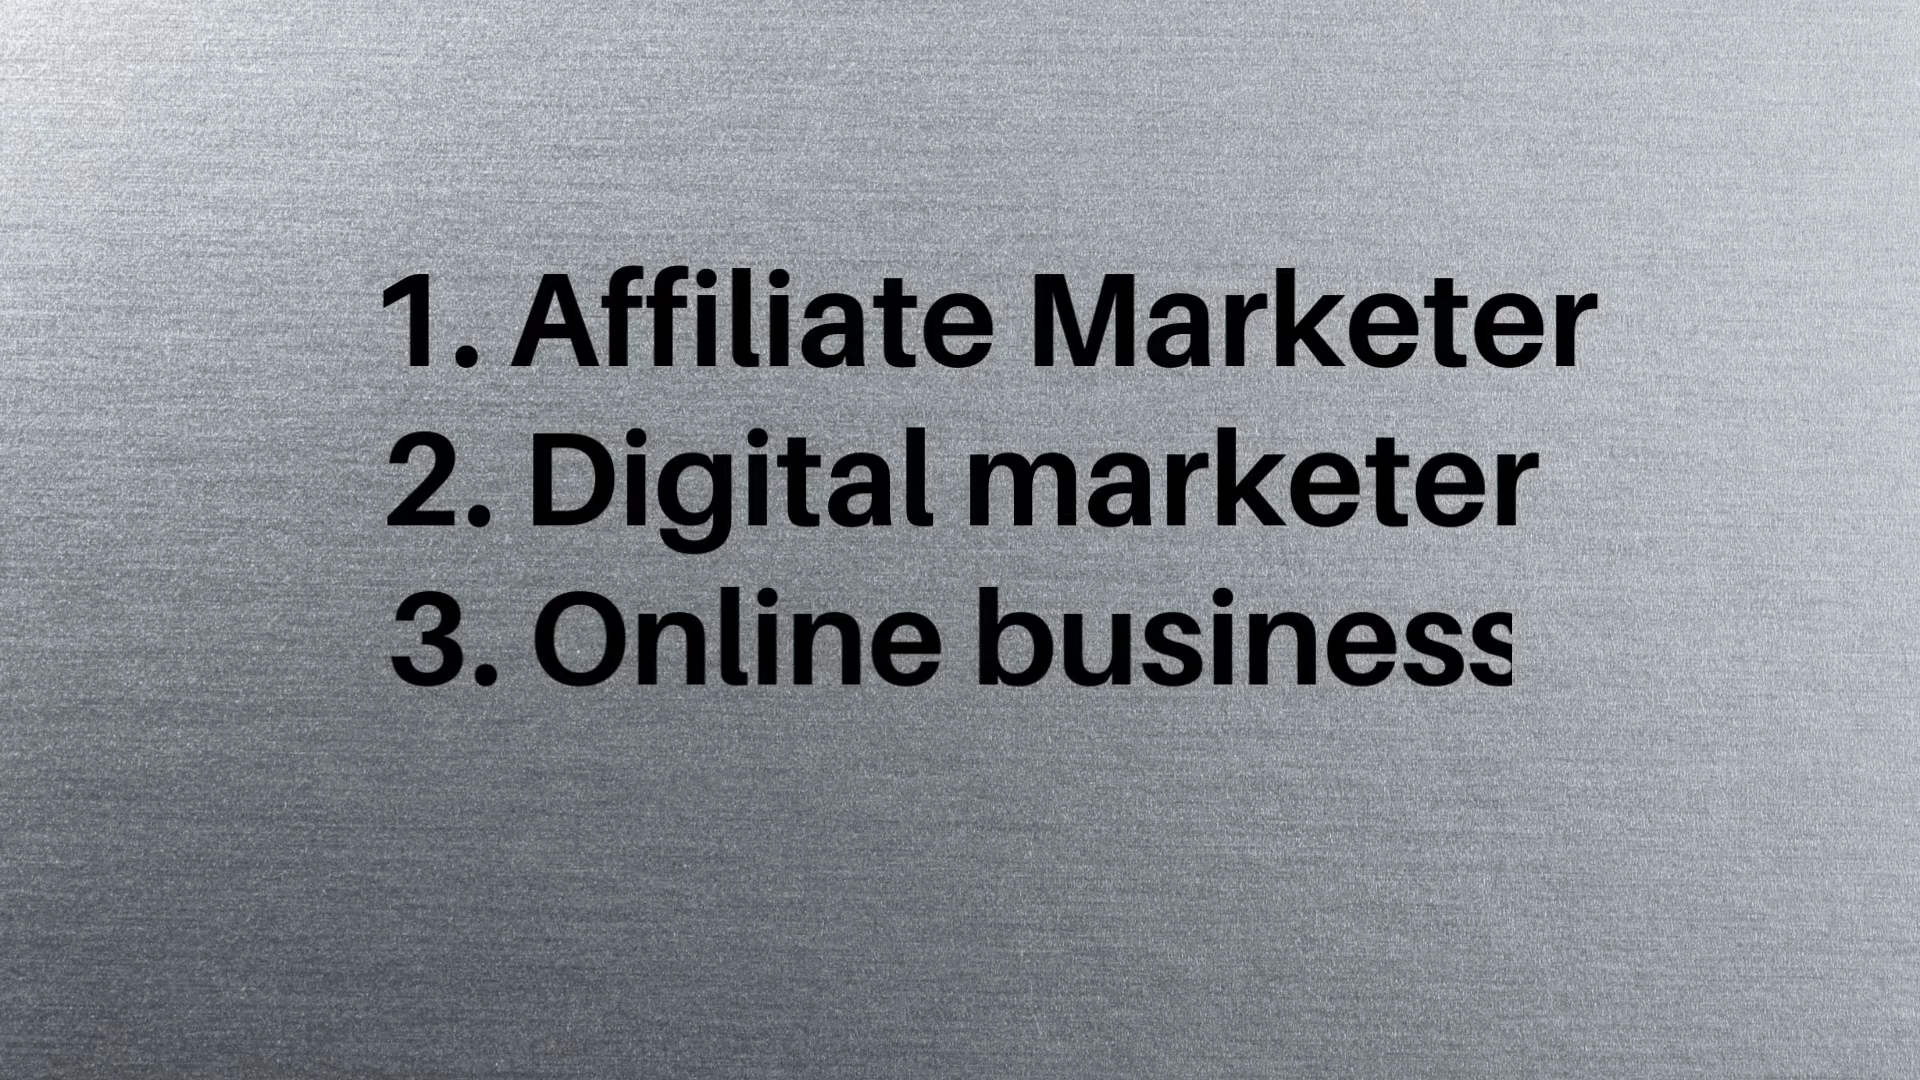 1. Affiliate Marketer
2. Digital marketer
3. Online business